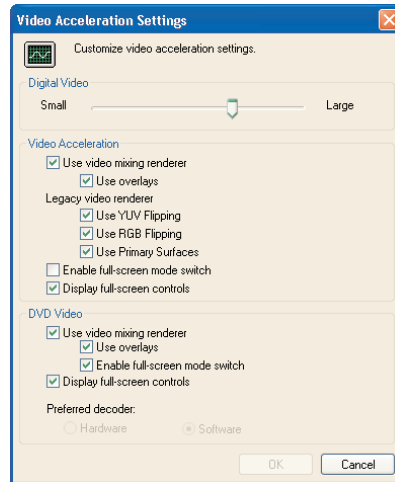 Video Acceleration Settings
Customize video acceleration settings.
Digital Video
Small Large
Video Acceleration
Use video mixing renderer
Use overlays
Legacy video renderer
Use YUV Flipping
Use RGB Flipping
Use Primary Surfaces
Enable full-screen mode switch
Display full-screen controls
DVD Video
Use video mixing renderer
Use overlays
Enable full-screen mode switch
Display full-screen controls
Preferred decoder:
Hardware Software
OK Cancel